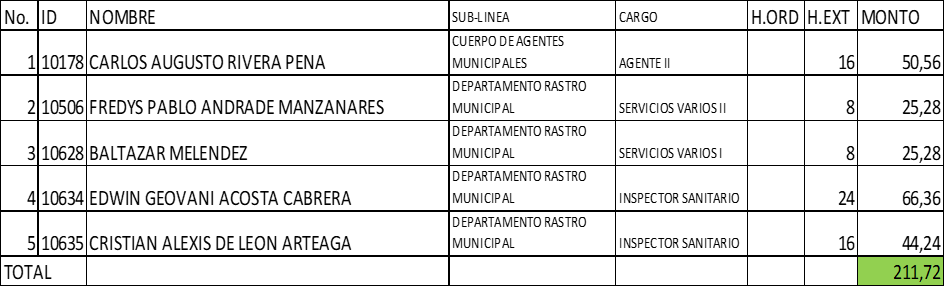 No. ID NOMBRE SUB-LINEA CARGO H.ORD H.EXT MONTO
1 10178 CARLOS AUGUSTO RIVERA PENA CUERPO DE AGENTES MUNICIPALES AGENTE II 16 50,56
2 10506 FREDYS PABLO ANDRADE MANZANARES DEPARTAMENTO RASTRO MUNICIPAL SERVICIOS VARIOS II 8 25,28
3 10628 BALTAZAR MELENDEZ DEPARTAMENTO RASTRO MUNICIPAL SERVICIOS VARIOS I 8 25,28
4 10634 EDWIN GEOVANI ACOSTA CABRERA DEPARTAMENTO RASTRO MUNICIPAL INSPECTOR SANITARIO 24 66,36
5 10635 CRISTIAN ALEXIS DE LEON ARTEAGA DEPARTAMENTO RASTRO MUNICIPAL INSPECTOR SANITARIO 16 44,24
TOTAL 211,72